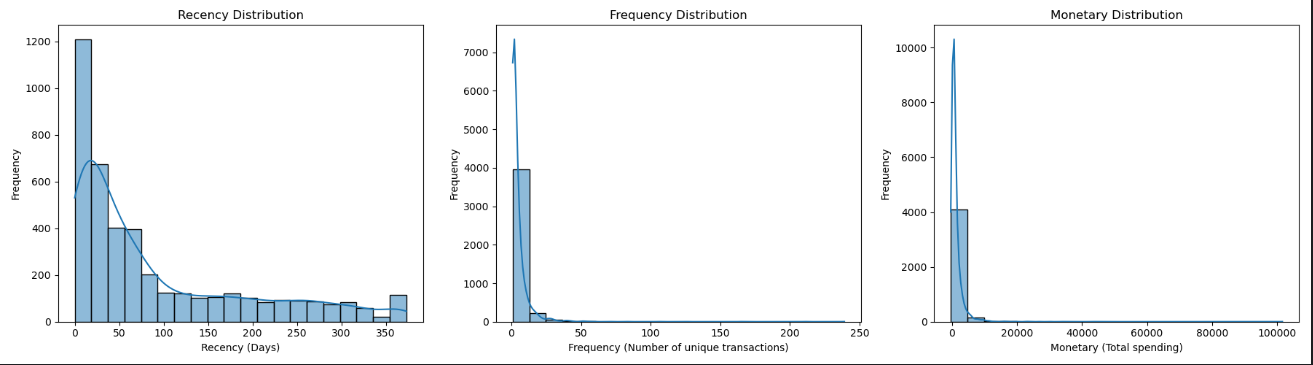 Recency Distribution
1200
1000
800
600
400
200
0
Frequency
0 50 100 150 200 250 300 350
Recency (Days)
Frequency Distribution
7000
6000
5000
4000
3000
2000
1000
0
Frequency
0 50 100 150 200 250
Frequency (Number of unique transactions)
Monetary Distribution
10000
8000
6000
4000
2000
0
Frequency
0 20000 40000 60000 80000 100000
Monetary (Total spending)